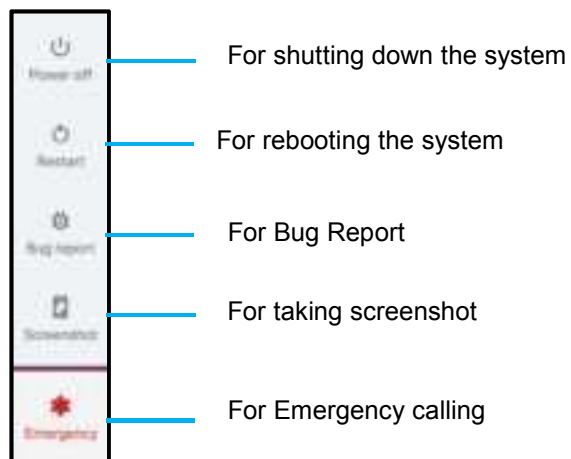 Power off
For shutting down the system
Restart
For rebooting the system
Bug report
For Bug Report
Screenshot
For taking screenshot
Emergency
For Emergency calling